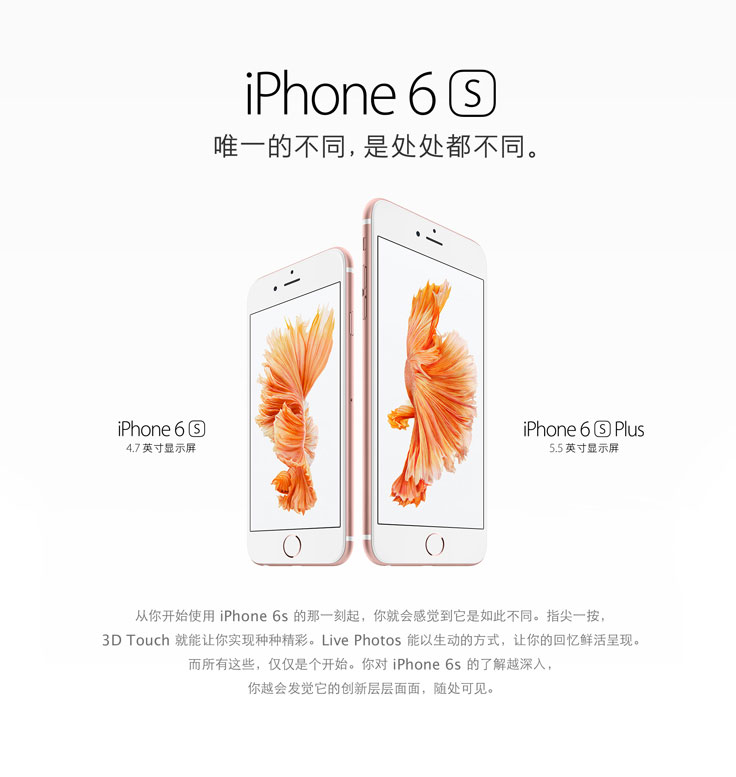 iPhone 6 S
唯一的不同，是处处都不同。
iPhone 6 S
4.7 英寸显示屏
iPhone 6 S Plus
5.5 英寸显示屏
从你开始使用 iPhone 6s 的那一刻起，你就会感觉到它是如此不同。指尖一按，
3D Touch 就能让你实现种种精彩。Live Photos 能以生动的方式，让你的回忆鲜活呈现。
而所有这些，仅仅是个开始。你对 iPhone 6s 的了解越深入，
你越会发觉它的创新层层面面，随处可见。